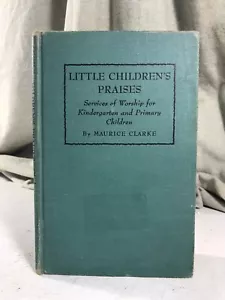 LITTLE CHILDREN'S
PRAISES
Services of Worship for
Kindergarten and Primary
Children
By MAURICE CLARKE